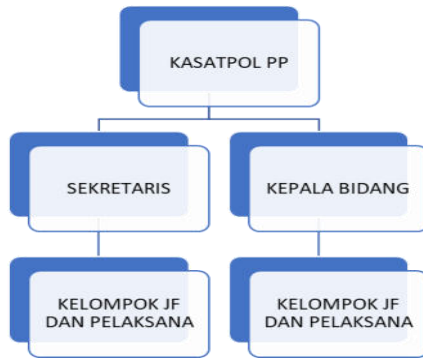 KASATPOL PP
SEKRETARIS
KEPALA BIDANG
KELOMPOK JF
DAN PELAKSANA
KELOMPOK JF
DAN PELAKSANA